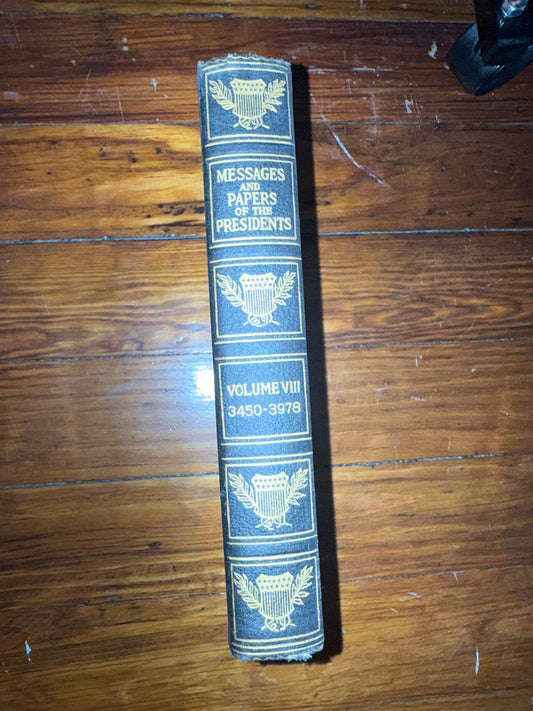 MESSAGES
AND
PAPERS
OF THE
PRESIDENTS
VOLUME VIII
3450-3978